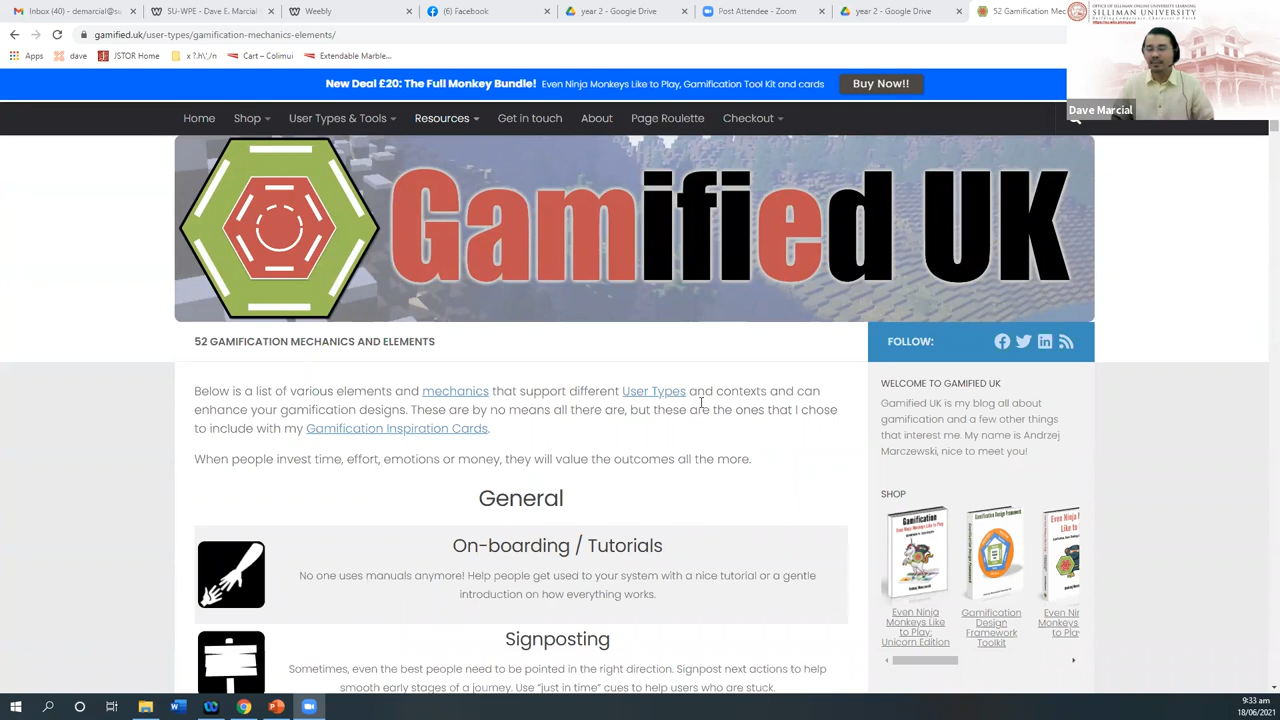 Inbox (40) - demarcial@su
SU-WPE - Dave E. Marcial
Weebly
(6) Facebook
year 2 - Google Drive
Post Attendee - Zoom
year 2 - Google Drive
52 Gamification Mec
gamified.uk/user-types/gamification-mechanics-elements/
Apps
dave
JSTOR Home
x ?.h\',/n
Cart – Colimui
Extendable Marble...
SILLIMAN UNIVERSITY
Dave Marcial
New Deal £20: The Full Monkey Bundle! Even Ninja Monkeys Like to Play, Gamification Tool Kit and cards
Buy Now!!
Home
Shop
User Types & Tools
Resources
Get in touch
About
Page Roulette
Checkout
Gamified UK
52 GAMIFICATION MECHANICS AND ELEMENTS
FOLLOW:
Below is a list of various elements and mechanics that support different User Types and contexts and can
enhance your gamification designs. These are by no means all there are, but these are the ones that I chose
to include with my Gamification Inspiration Cards.
When people invest time, effort, emotions or money, they will value the outcomes all the more.
General
On-boarding / Tutorials
No one uses manuals anymore! Help people get used to your system with a nice tutorial or a gentle
introduction on how everything works.
Signposting
Sometimes, even the best people need to be pointed in the right direction. Signpost next actions to help
smooth early stages of a journey. Use “just in time” cues to help users who are stuck.
WELCOME TO GAMIFIED UK
Gamified UK is my blog all about
gamification and a few other things
that interest me. My name is Andrzej
Marczewski, nice to meet you!
SHOP
Even Ninja
Monkeys Like
to Play:
Unicorn Edition
Gamification
Design
Framework
Toolkit
Even Nin
Monkeys
to Pla
9:33 am
18/06/2021